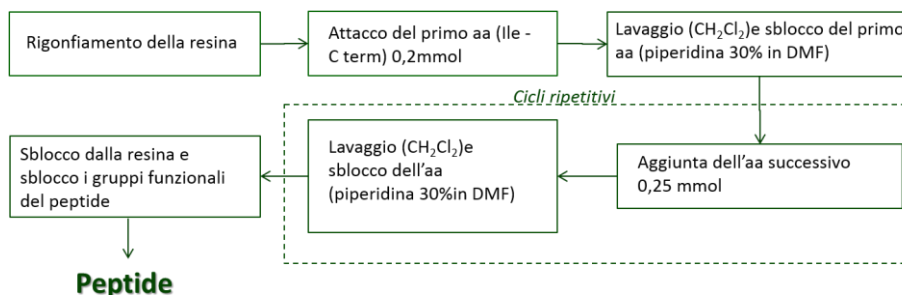 Rigonfiamento della resina
Attacco del primo aa (Ile -
C term) 0,2mmol
Lavaggio (CH₂Cl₂)e sblocco del primo
aa (piperidina 30% in DMF)
Cicli ripetitivi
Sblocco dalla resina e
sblocco i gruppi funzionali
del peptide
Lavaggio (CH₂Cl₂)e
sblocco dell’aa
(piperidina 30%in DMF)
Aggiunta dell’aa successivo
0,25 mmol
Peptide